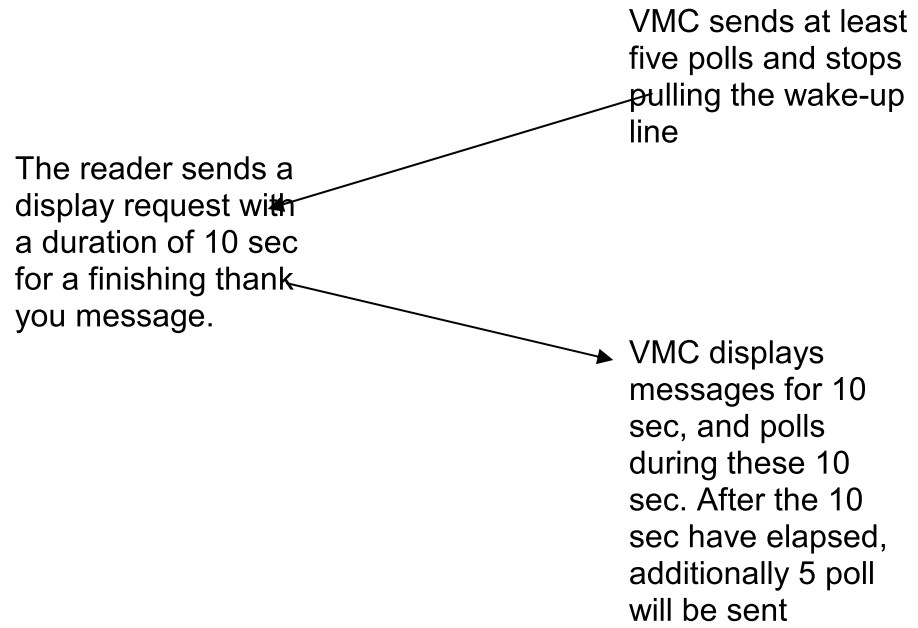 VMC sends at least
five polls and stops
pulling the wake-up
line
The reader sends a
display request with
a duration of 10 sec
for a finishing thank
you message.
VMC displays
messages for 10
sec, and polls
during these 10
sec. After the 10
sec have elapsed,
additionally 5 poll
will be sent